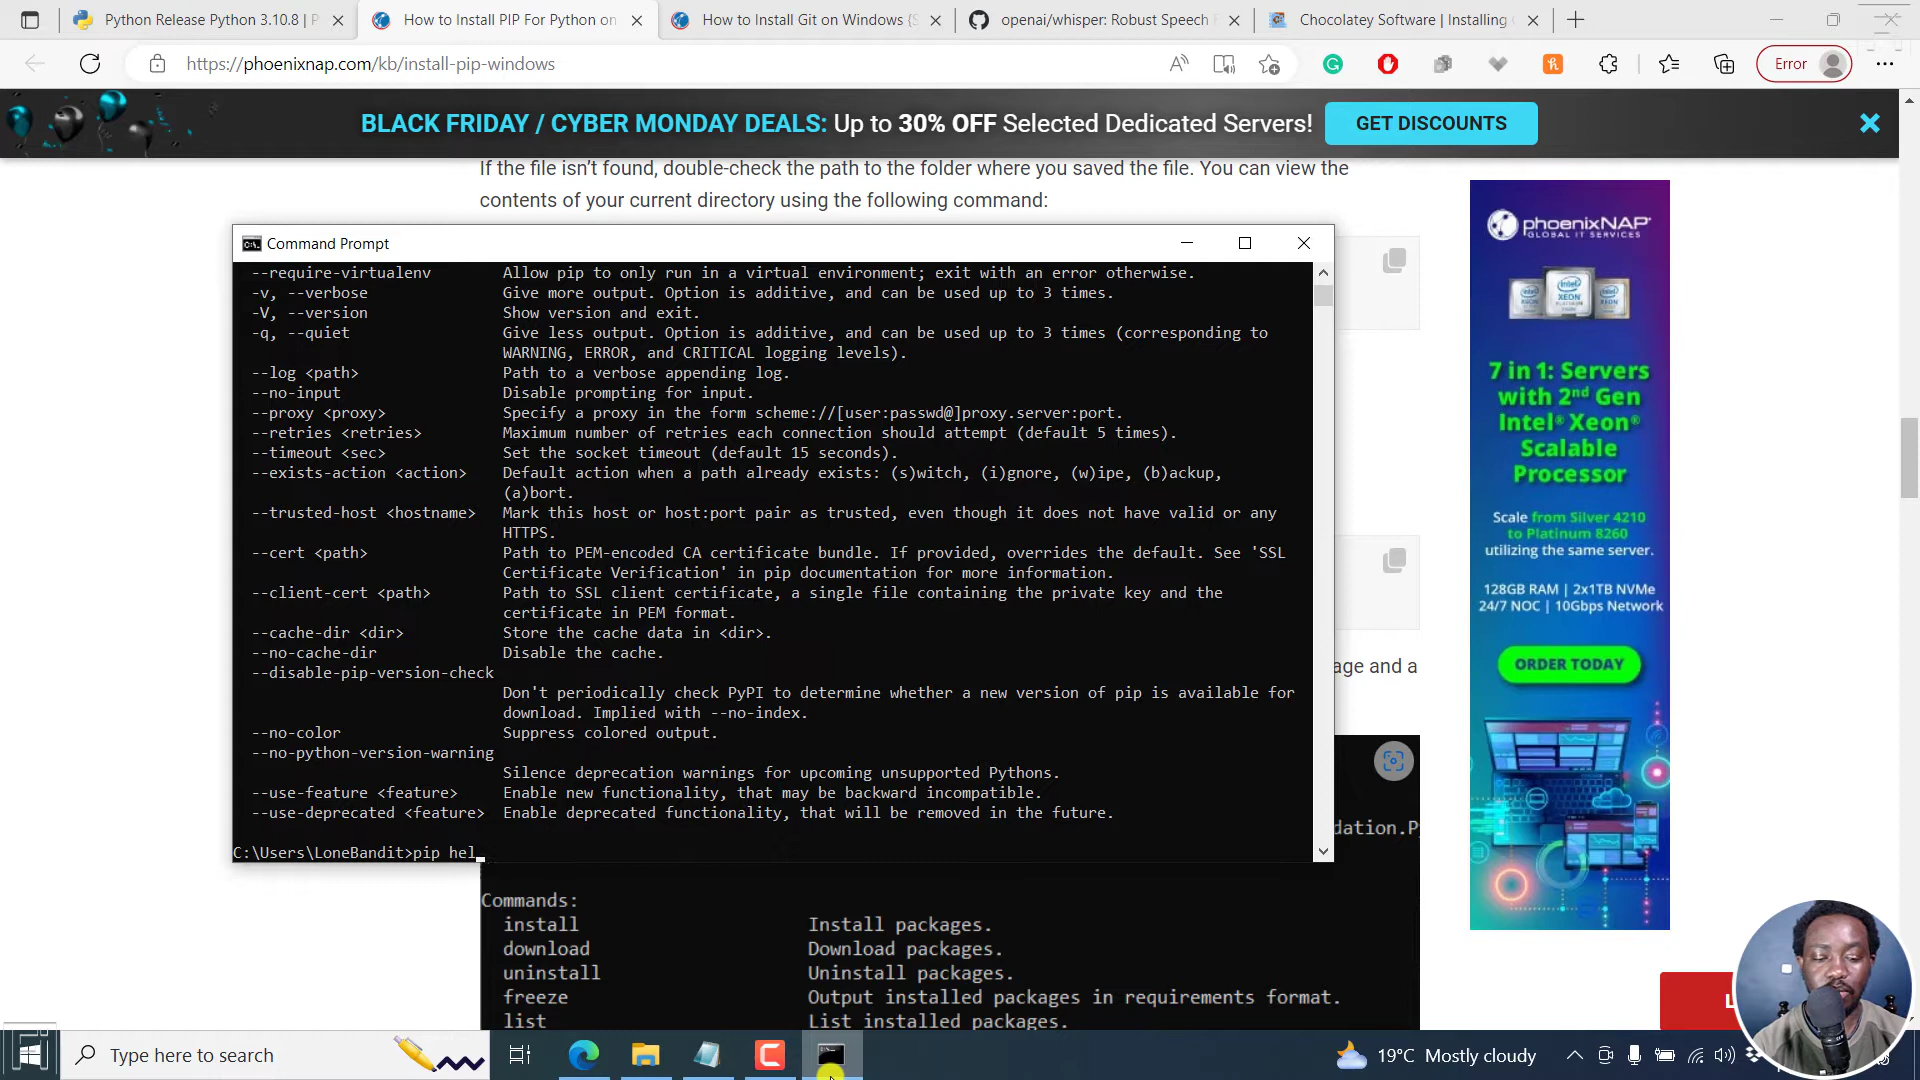 Python Release Python 3.10.8 | P
How to Install PIP For Python on
How to Install Git on Windows {S
openai/whisper: Robust Speech R
Chocolatey Software | Installing
https://phoenixnap.com/kb/install-pip-windows
Error
BLACK FRIDAY / CYBER MONDAY DEALS: Up to 30% OFF Selected Dedicated Servers!
GET DISCOUNTS
If the file isn't found, double-check the path to the folder where you saved the file. You can view the
contents of your current directory using the following command:
Command Prompt
--require-virtualenv Allow pip to only run in a virtual environment; exit with an error otherwise.
-v, --verbose Give more output. Option is additive, and can be used up to 3 times.
-V, --version Show version and exit.
-q, --quiet Give less output. Option is additive, and can be used up to 3 times (corresponding to
WARNING, ERROR, and CRITICAL logging levels).
--log <path> Path to a verbose appending log.
--no-input Disable prompting for input.
--proxy <proxy> Specify a proxy in the form scheme://[user:passwd@]proxy.server:port.
--retries <retries> Maximum number of retries each connection should attempt (default 5 times).
--timeout <sec> Set the socket timeout (default 15 seconds).
--exists-action <action> Default action when a path already exists: (s)witch, (i)gnore, (w)ipe, (b)ackup,
(a)bort.
--trusted-host <hostname> Mark this host or host:port pair as trusted, even though it does not have valid or any
HTTPS.
--cert <path> Path to PEM-encoded CA certificate bundle. If provided, overrides the default. See 'SSL
Certificate Verification' in pip documentation for more information.
--client-cert <path> Path to SSL client certificate, a single file containing the private key and the
certificate in PEM format.
--cache-dir <dir> Store the cache data in <dir>.
--no-cache-dir Disable the cache.
--disable-pip-version-check
Don't periodically check PyPI to determine whether a new version of pip is available for
download. Implied with --no-index.
--no-color Suppress colored output.
--no-python-version-warning
Silence deprecation warnings for upcoming unsupported Pythons.
--use-feature <feature> Enable new functionality, that may be backward incompatible.
--use-deprecated <feature> Enable deprecated functionality, that will be removed in the future.
C:\Users\LoneBandit>pip hel_
age and a
dation.Py
Commands:
install Install packages.
download Download packages.
uninstall Uninstall packages.
freeze Output installed packages in requirements format.
list List installed packages.
phoenixNAP
GLOBAL IT SERVICES
intel
XEON
PLATINUM
7 in 1: Servers
with 2nd Gen
Intel® Xeon®
Scalable
Processor
Scale from Silver 4210
to Platinum 8260
utilizing the same server.
128GB RAM | 2x1TB NVMe
24/7 NOC | 10Gbps Network
ORDER TODAY
Type here to search
19°C Mostly cloudy